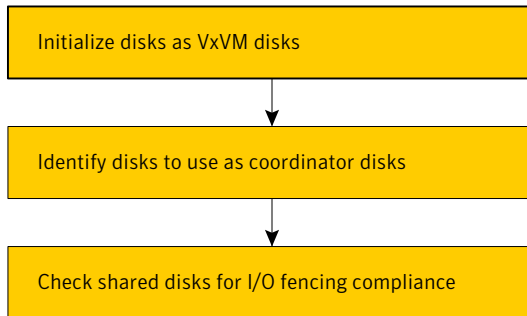 Initialize disks as VxVM disks
Identify disks to use as coordinator disks
Check shared disks for I/O fencing compliance